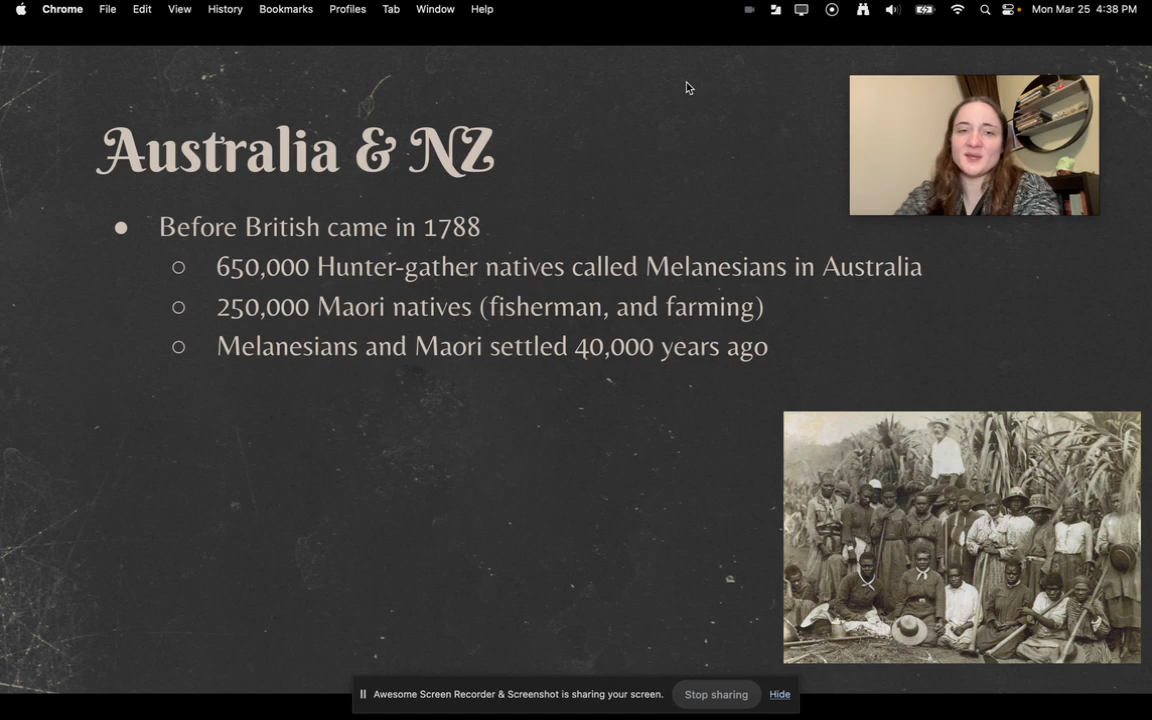 Chrome File Edit View History Bookmarks Profiles Tab Window Help Mon Mar 25 4:38 PM
Australia & NZ
● Before British came in 1788
○ 650,000 Hunter-gather natives called Melanesians in Australia
○ 250,000 Maori natives (fisherman, and farming)
○ Melanesians and Maori settled 40,000 years ago
Awesome Screen Recorder & Screenshot is sharing your screen. Stop sharing Hide